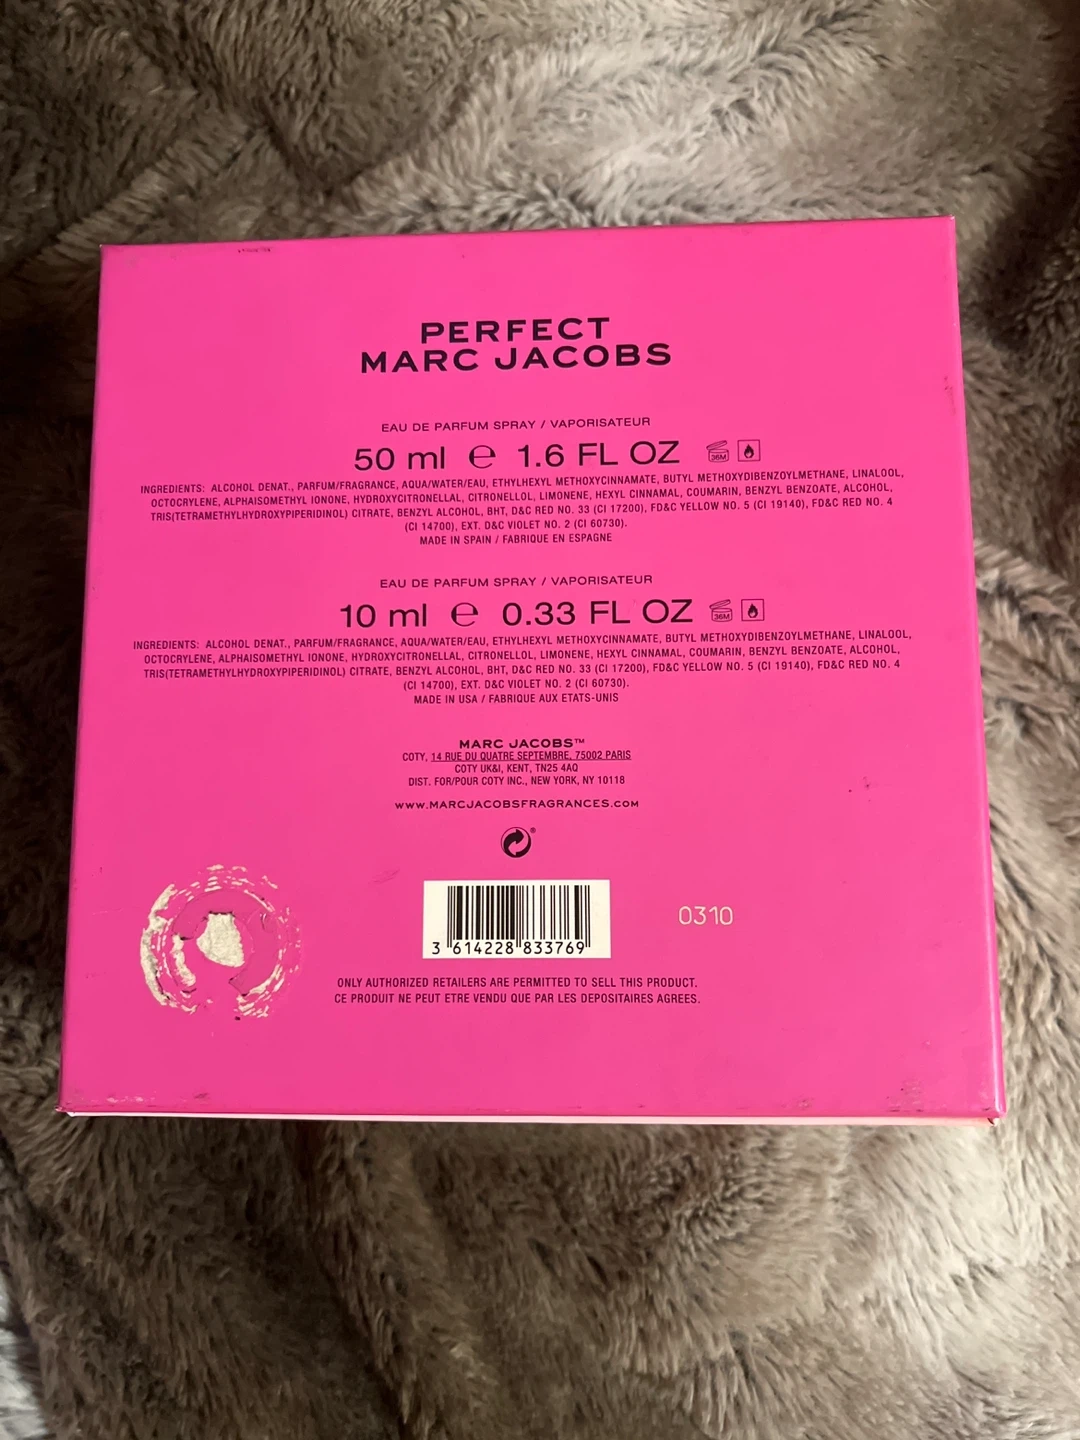 PERFECT
MARC JACOBS
EAU DE PARFUM SPRAY / VAPORISATEUR
50 ml ℮ 1.6 FL OZ 36M
INGREDIENTS: ALCOHOL DENAT., PARFUM/FRAGRANCE, AQUA/WATER/EAU, ETHYLHEXYL METHOXYCINNAMATE, BUTYL METHOXYDIBENZOYLMETHANE, LINALOOL,
OCTOCRYLENE, ALPHAISOMETHYL IONONE, HYDROXYCITRONELLAL, CITRONELLOL, LIMONENE, HEXYL CINNAMAL, COUMARIN, BENZYL BENZOATE, ALCOHOL,
TRIS(TETRAMETHYLHYDROXYPIPERIDINOL) CITRATE, BENZYL ALCOHOL, BHT, D&C RED NO. 33 (CI 17200), FD&C YELLOW NO. 5 (CI 19140), FD&C RED NO. 4
(CI 14700), EXT. D&C VIOLET NO. 2 (CI 60730).
MADE IN SPAIN / FABRIQUE EN ESPAGNE
EAU DE PARFUM SPRAY / VAPORISATEUR
10 ml ℮ 0.33 FL OZ 36M
INGREDIENTS: ALCOHOL DENAT., PARFUM/FRAGRANCE, AQUA/WATER/EAU, ETHYLHEXYL METHOXYCINNAMATE, BUTYL METHOXYDIBENZOYLMETHANE, LINALOOL,
OCTOCRYLENE, ALPHAISOMETHYL IONONE, HYDROXYCITRONELLAL, CITRONELLOL, LIMONENE, HEXYL CINNAMAL, COUMARIN, BENZYL BENZOATE, ALCOHOL,
TRIS(TETRAMETHYLHYDROXYPIPERIDINOL) CITRATE, BENZYL ALCOHOL, BHT, D&C RED NO. 33 (CI 17200), FD&C YELLOW NO. 5 (CI 19140), FD&C RED NO. 4
(CI 14700), EXT. D&C VIOLET NO. 2 (CI 60730).
MADE IN USA / FABRIQUE AUX ETATS-UNIS
MARC JACOBS™
COTY, 14 RUE DU QUATRE SEPTEMBRE, 75002 PARIS
COTY UK&I, KENT, TN25 4AQ
DIST. FOR/POUR COTY INC., NEW YORK, NY 10118
WWW.MARCJACOBSFRAGRANCES.COM
®
0310
3 614228 833769
ONLY AUTHORIZED RETAILERS ARE PERMITTED TO SELL THIS PRODUCT.
CE PRODUIT NE PEUT ETRE VENDU QUE PAR LES DEPOSITAIRES AGREES.